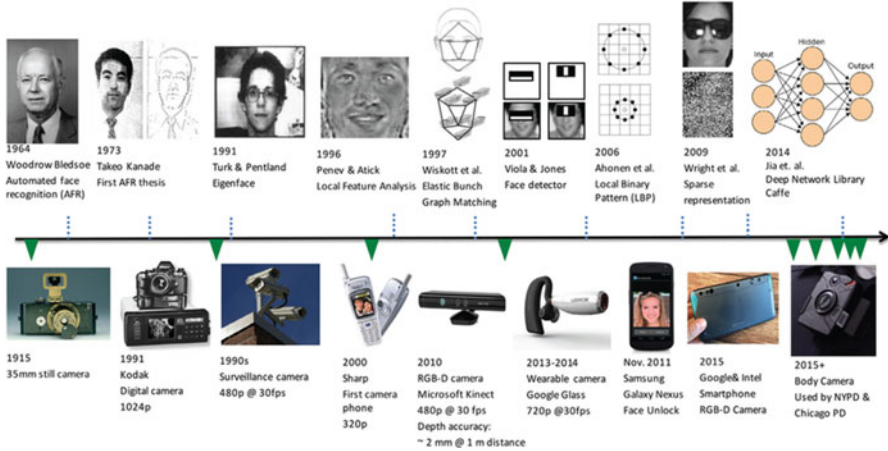 1964
Woodrow Bledsoe
Automated face
recognition (AFR)
1973
Takeo Kanade
First AFR thesis
1991
Turk & Pentland
Eigenface
1996
Penev & Atick
Local Feature Analysis
1997
Wiskott et al.
Elastic Bunch
Graph Matching
2001
Viola & Jones
Face detector
2006
Ahonen et al.
Local Binary
Pattern (LBP)
2009
Wright et al.
Sparse
representation
Input
Hidden
Output
2014
Jia et. al.
Deep Network Library
Caffe
1915
35mm still camera
1991
Kodak
Digital camera
1024p
1990s
Surveillance camera
480p @ 30fps
2000
Sharp
First camera
phone
320p
2010
RGB-D camera
Microsoft Kinect
480p @ 30 fps
Depth accuracy:
~ 2 mm @ 1 m distance
2013-2014
Wearable camera
Google Glass
720p @30fps
Nov. 2011
Samsung
Galaxy Nexus
Face Unlock
2015
Google& Intel
Smartphone
RGB-D Camera
2015+
Body Camera
Used by NYPD &
Chicago PD